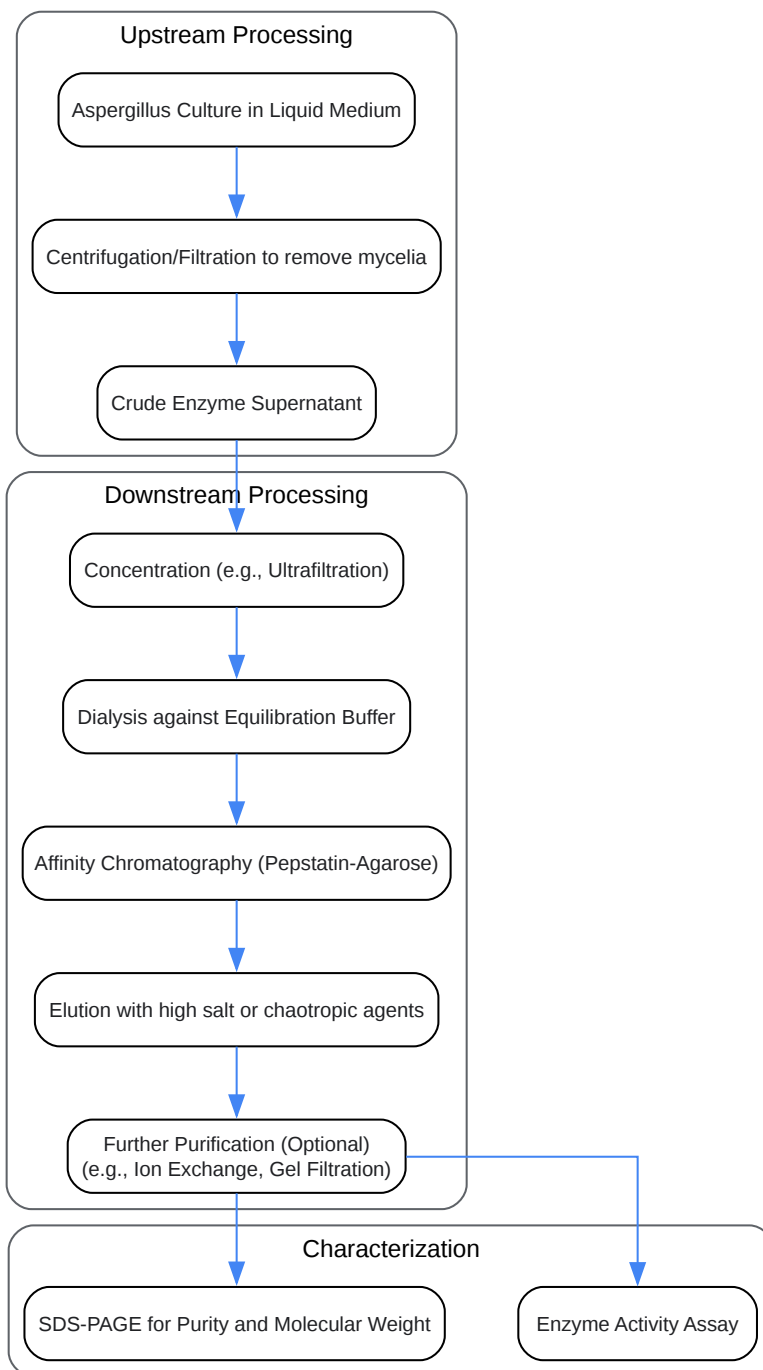 Upstream Processing
Aspergillus Culture in Liquid Medium
Centrifugation/Filtration to remove mycelia
Crude Enzyme Supernatant
Downstream Processing
Concentration (e.g., Ultrafiltration)
Dialysis against Equilibration Buffer
Affinity Chromatography (Pepstatin-Agarose)
Elution with high salt or chaotropic agents
Further Purification (Optional)
(e.g., Ion Exchange, Gel Filtration)
Characterization
SDS-PAGE for Purity and Molecular Weight
Enzyme Activity Assay